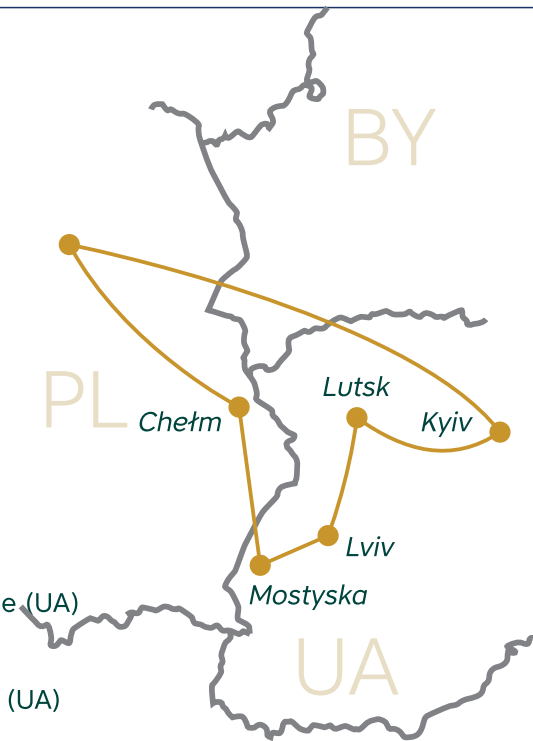 BY
PL
Lutsk
Chełm
Kyiv
Lviv
Mostyska
e (UA)
UA
(UA)